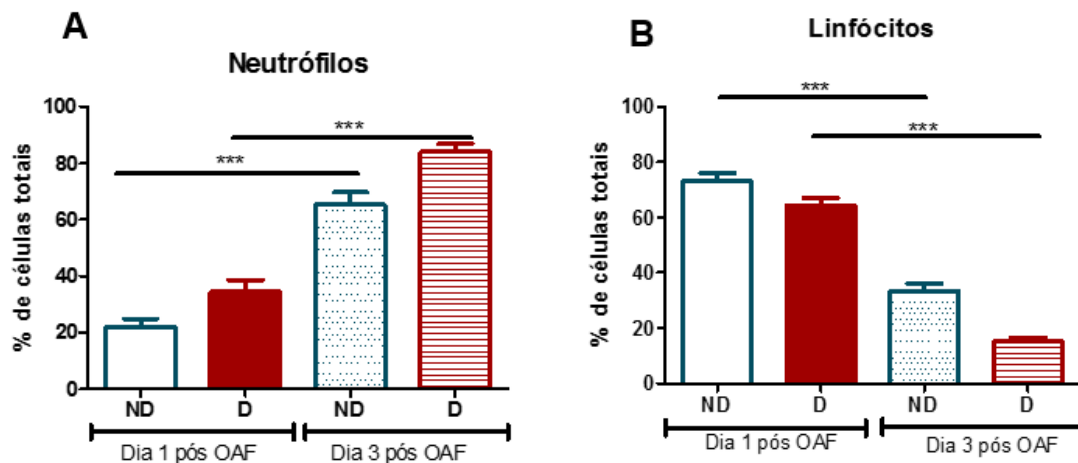 A
Neutrófilos
% de células totais
100
80
60
40
20
0
***
***
ND
D
ND
D
Dia 1 pós OAF
Dia 3 pós OAF
B
Linfócitos
% de células totais
100
80
60
40
20
0
***
***
ND
D
ND
D
Dia 1 pós OAF
Dia 3 pós OAF